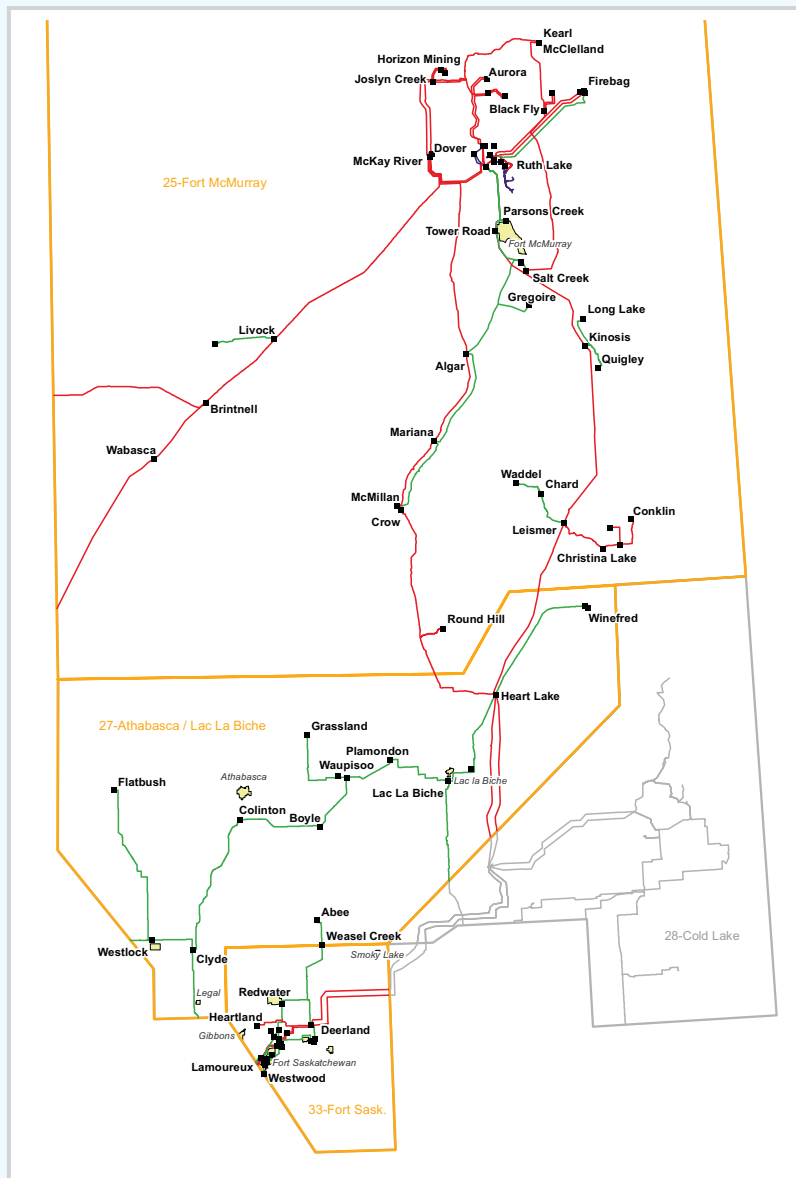 Kearl
McClelland
Horizon Mining
Aurora
Joslyn Creek
Firebag
Black Fly
Dover
McKay River
Ruth Lake
25-Fort McMurray
Parsons Creek
Tower Road
Fort McMurray
Salt Creek
Gregoire
Long Lake
Livock
Kinosis
Quigley
Algar
Brintnell
Mariana
Wabasca
Waddel
Chard
McMillan
Conklin
Crow
Leismer
Christina Lake
Round Hill
Winefred
Heart Lake
27-Athabasca / Lac La Biche
Grassland
Plamondon
Waupisoo
Athabasca
Flatbush
Lac la Biche
Lac La Biche
Colinton
Boyle
Abee
Weasel Creek
28-Cold Lake
Westlock
Clyde
Smoky Lake
Legal
Redwater
Heartland
Gibbons
Deerland
Lamoureux
Fort Saskatchewan
Westwood
33-Fort Sask.